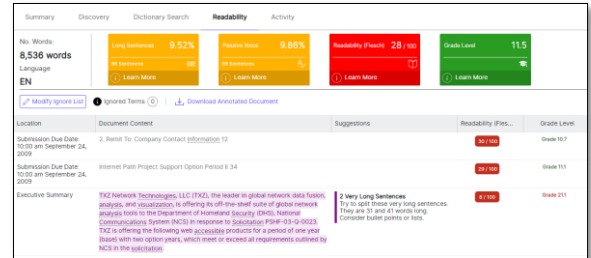 Summary Discovery Dictionary Search Readability Activity
No. Words:
8,536 words
Language
EN
Long Sentences 9.52%
Sentences
Learn More
Passive Voice 9.86%
Sentences
Learn More
Readability (Flesch) 28 / 100
Learn More
Grade Level 11.5
Learn More
Modify Ignore List Ignored Terms 0 Download Annotated Document
Location Document Content Suggestions Readability (Fles... Grade Level
Submission Due Date:
10:00 am September 24,
2009
2. Remit To: Company Contact Information 12
30 / 100
Grade 10.7
Submission Due Date:
10:00 am September 24,
2009
Internet Path Project Support Option Period II 34
29 / 100
Grade 11.1
Executive Summary
TXZ Network Technologies, LLC (TXZ), the leader in global network data fusion,
analysis, and visualization, is offering its off-the-shelf suite of global network
analysis tools to the Department of Homeland Security (DHS), National
Communications System (NCS) in response to Solicitation PSHF-03-Q-0023.
TXZ is offering the following web accessible products for a period of one year
(base) with two option years, which meet or exceed all requirements outlined by
NCS in the solicitation
2 Very Long Sentences
Try to split these very long sentences.
They are 31 and 41 words long.
Consider bullet points or lists.
8 / 100
Grade 21.1